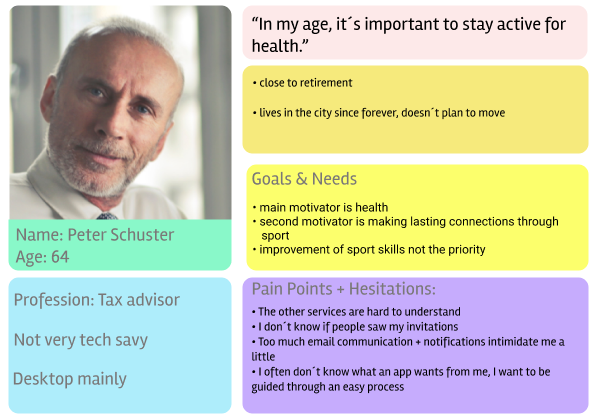 “In my age, it´s important to stay active for
health.”
• close to retirement
• lives in the city since forever, doesn´t plan to move
Goals & Needs
• main motivator is health
• second motivator is making lasting connections through
sport
• improvement of sport skills not the priority
Name: Peter Schuster
Age: 64
Profession: Tax advisor
Not very tech savy
Desktop mainly
Pain Points + Hesitations:
• The other services are hard to understand
• I don´t know if people saw my invitations
• Too much email communication + notifications intimidate me a
little
• I often don´t know what an app wants from me, I want to be
guided through an easy process